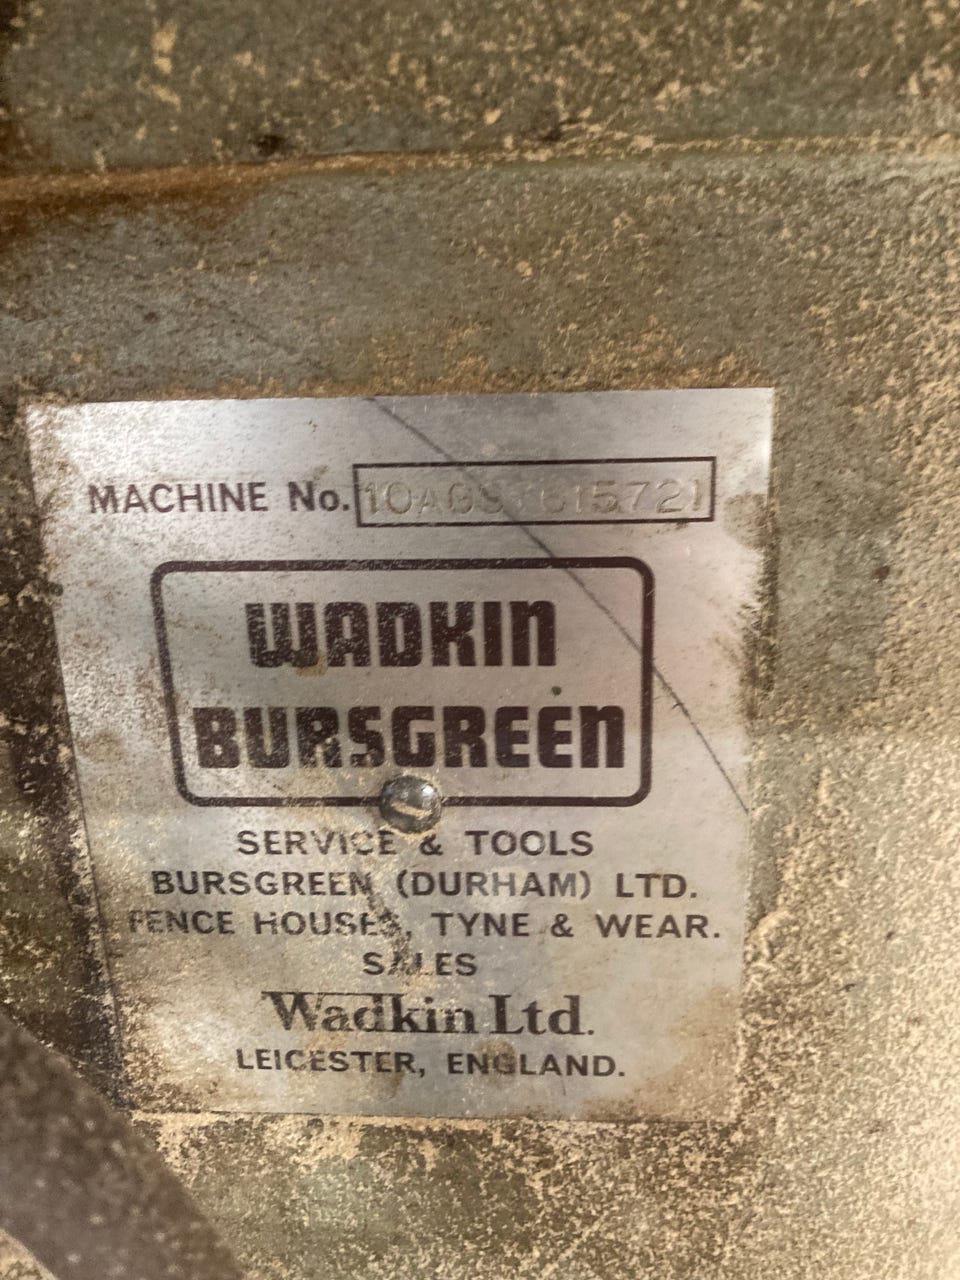 MACHINE No.
WADKIN
BURSGREEN
SERVICE & TOOLS
BURSGREEN (DURHAM) LTD.
FENCE HOUSES, TYNE & WEAR.
SALES
Wadkin Ltd.
LEICESTER, ENGLAND.